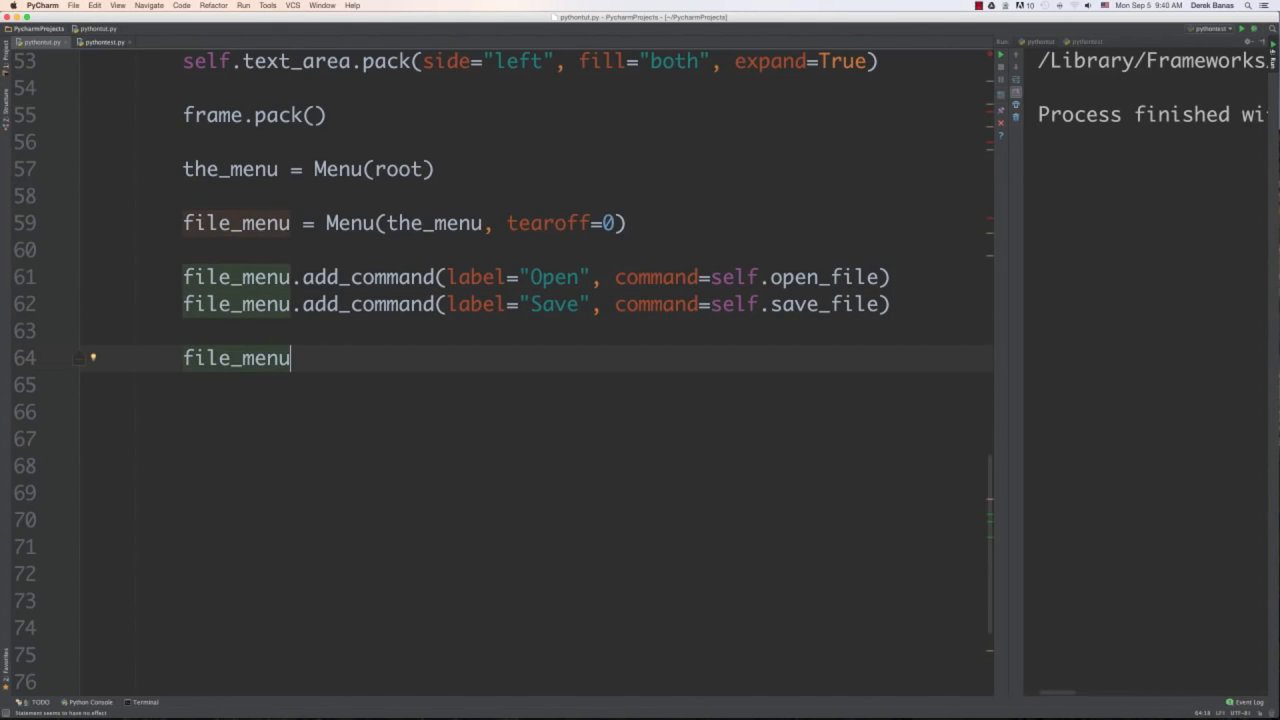 PyCharm File Edit View Navigate Code Refactor Run Tools VCS Window Help 10 Mon Sep 5 9:40 AM Derek Banas
pythontut.py - PycharmProjects - [~/PycharmProjects]
PycharmProjects pythontut.py pythontest
pythontut.py pythontest.py Run: pythontut pythontest
53 self.text_area.pack(side="left", fill="both", expand=True)
54
55 frame.pack()
56
57 the_menu = Menu(root)
58
59 file_menu = Menu(the_menu, tearoff=0)
60
61 file_menu.add_command(label="Open", command=self.open_file)
62 file_menu.add_command(label="Save", command=self.save_file)
63
64 file_menu
65
66
67
68
69
70
71
72
73
74
75
76
/Library/Frameworks
Process finished wi
1: Project
7: Structure
2: Favorites
Run
6: TODO Python Console Terminal Event Log
Statement seems to have no effect 64:18 LF÷ UTF-8÷